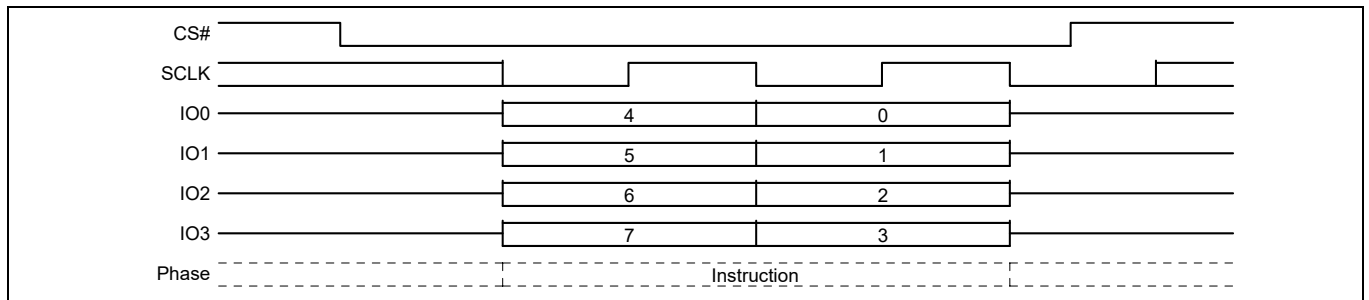 CS#
SCLK
IO0 4 0
IO1 5 1
IO2 6 2
IO3 7 3
Phase Instruction